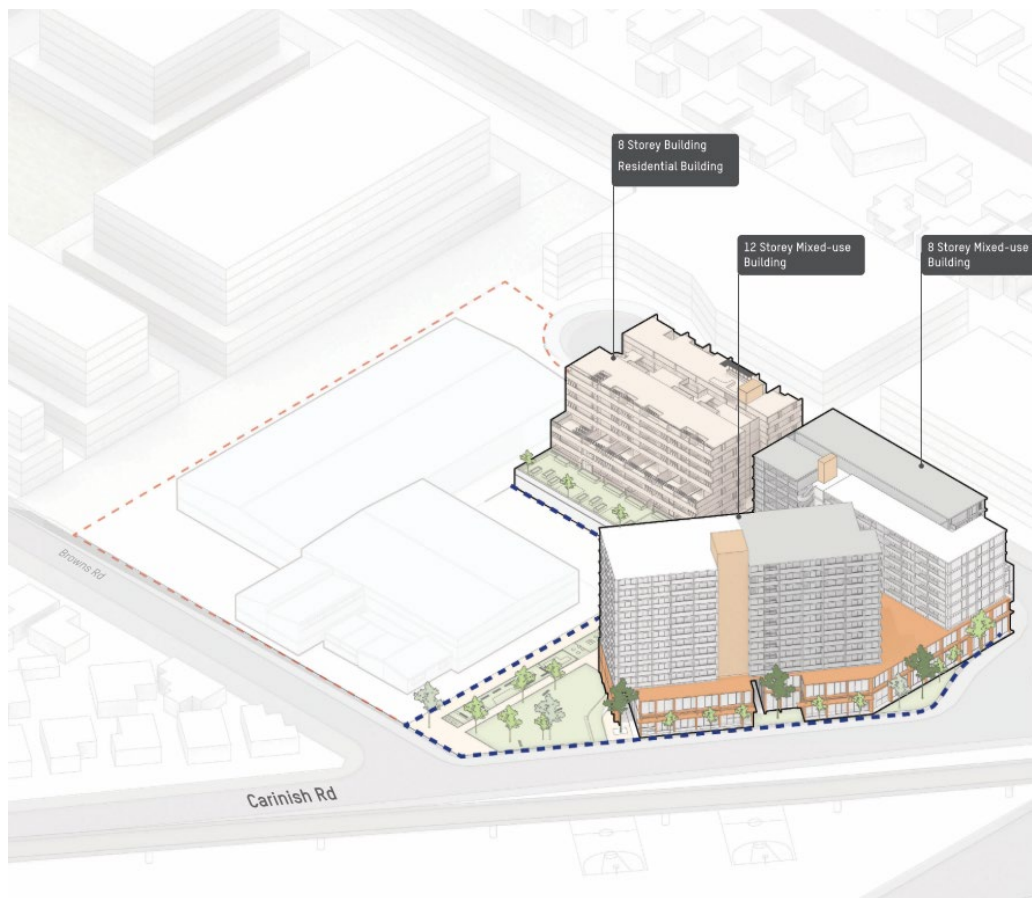 8 Storey Building
Residential Building
12 Storey Mixed-use
Building
8 Storey Mixed-use
Building
Browns Rd
Carinish Rd